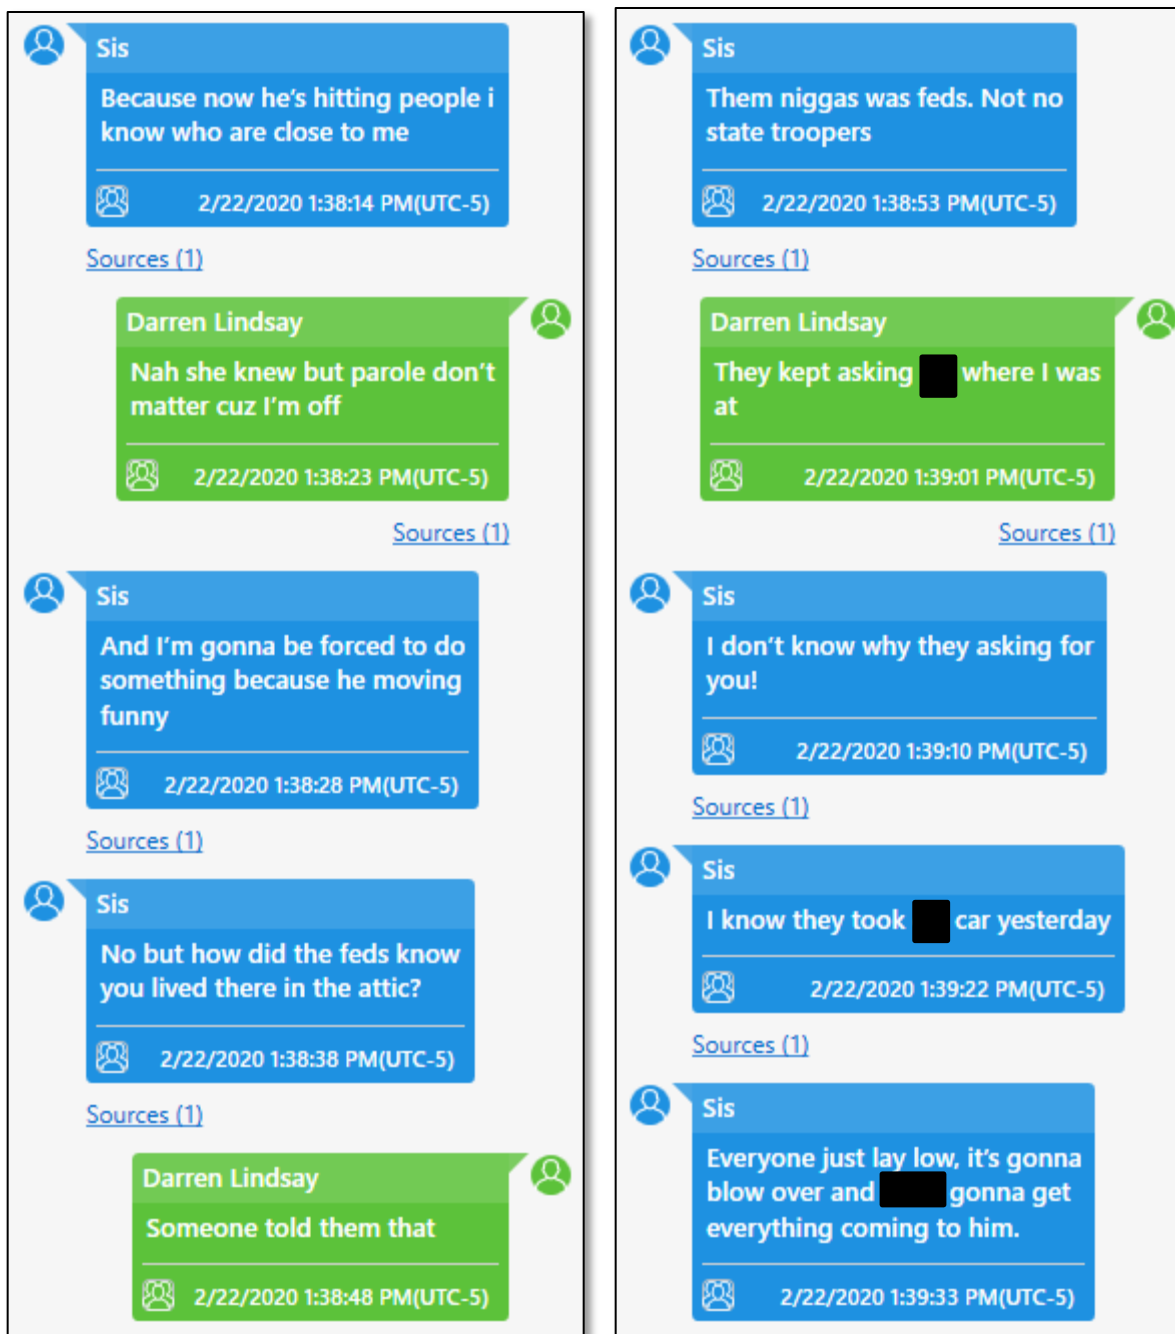 Sis
Because now he's hitting people i
know who are close to me
2/22/2020 1:38:14 PM(UTC-5)
Sources (1)
Darren Lindsay
Nah she knew but parole don't
matter cuz I'm off
2/22/2020 1:38:23 PM(UTC-5)
Sources (1)
Sis
And I'm gonna be forced to do
something because he moving
funny
2/22/2020 1:38:28 PM(UTC-5)
Sources (1)
Sis
No but how did the feds know
you lived there in the attic?
2/22/2020 1:38:38 PM(UTC-5)
Sources (1)
Darren Lindsay
Someone told them that
2/22/2020 1:38:48 PM(UTC-5)
Sis
Them niggas was feds. Not no
state troopers
2/22/2020 1:38:53 PM(UTC-5)
Sources (1)
Darren Lindsay
They kept asking where I was
at
2/22/2020 1:39:01 PM(UTC-5)
Sources (1)
Sis
I don't know why they asking for
you!
2/22/2020 1:39:10 PM(UTC-5)
Sources (1)
Sis
I know they took car yesterday
2/22/2020 1:39:22 PM(UTC-5)
Sources (1)
Sis
Everyone just lay low, it's gonna
blow over and gonna get
everything coming to him.
2/22/2020 1:39:33 PM(UTC-5)